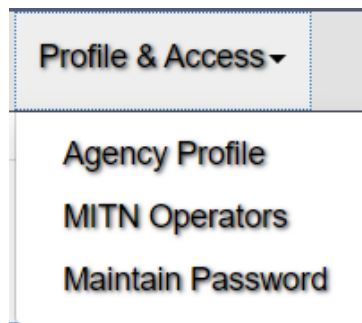 Profile & Access
Agency Profile
MITN Operators
Maintain Password